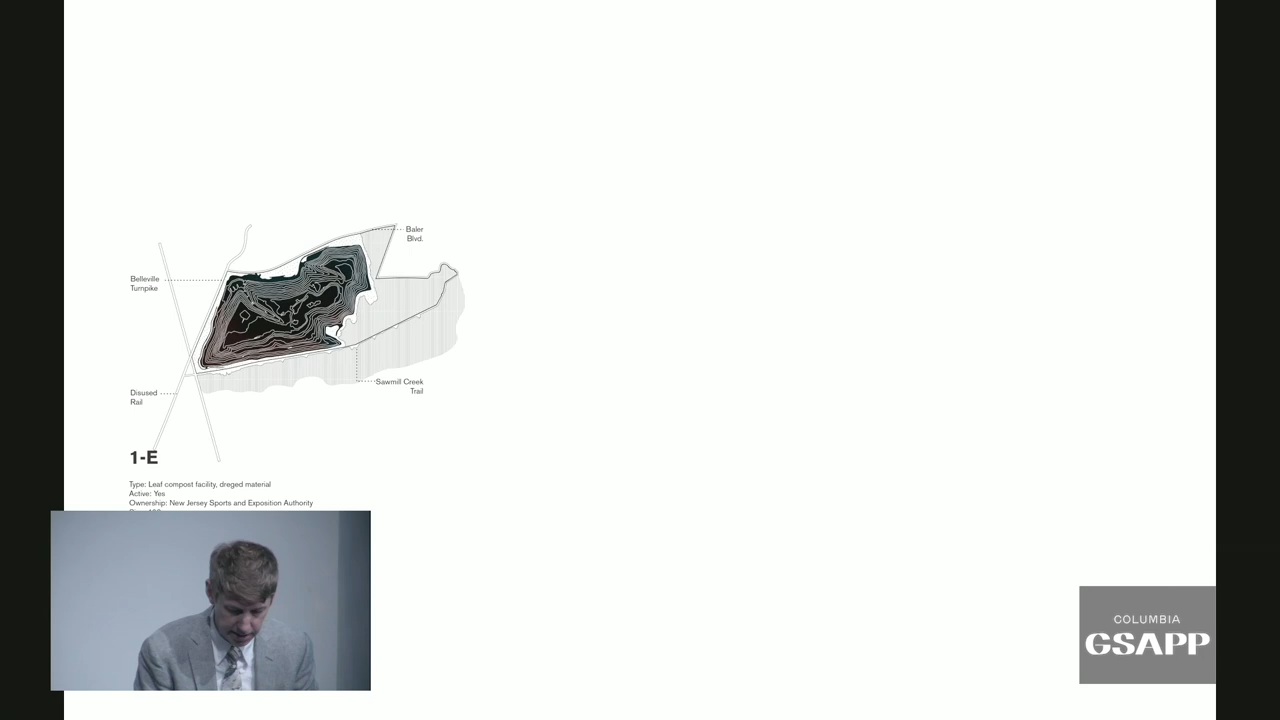 Baler
Blvd.
Belleville
Turnpike
Disused
Rail
Sawmill Creek
Trail
1-E
Type: Leaf compost facility, dreged material
Active: Yes
Ownership: New Jersey Sports and Exposition Authority
COLUMBIA
GSAPP